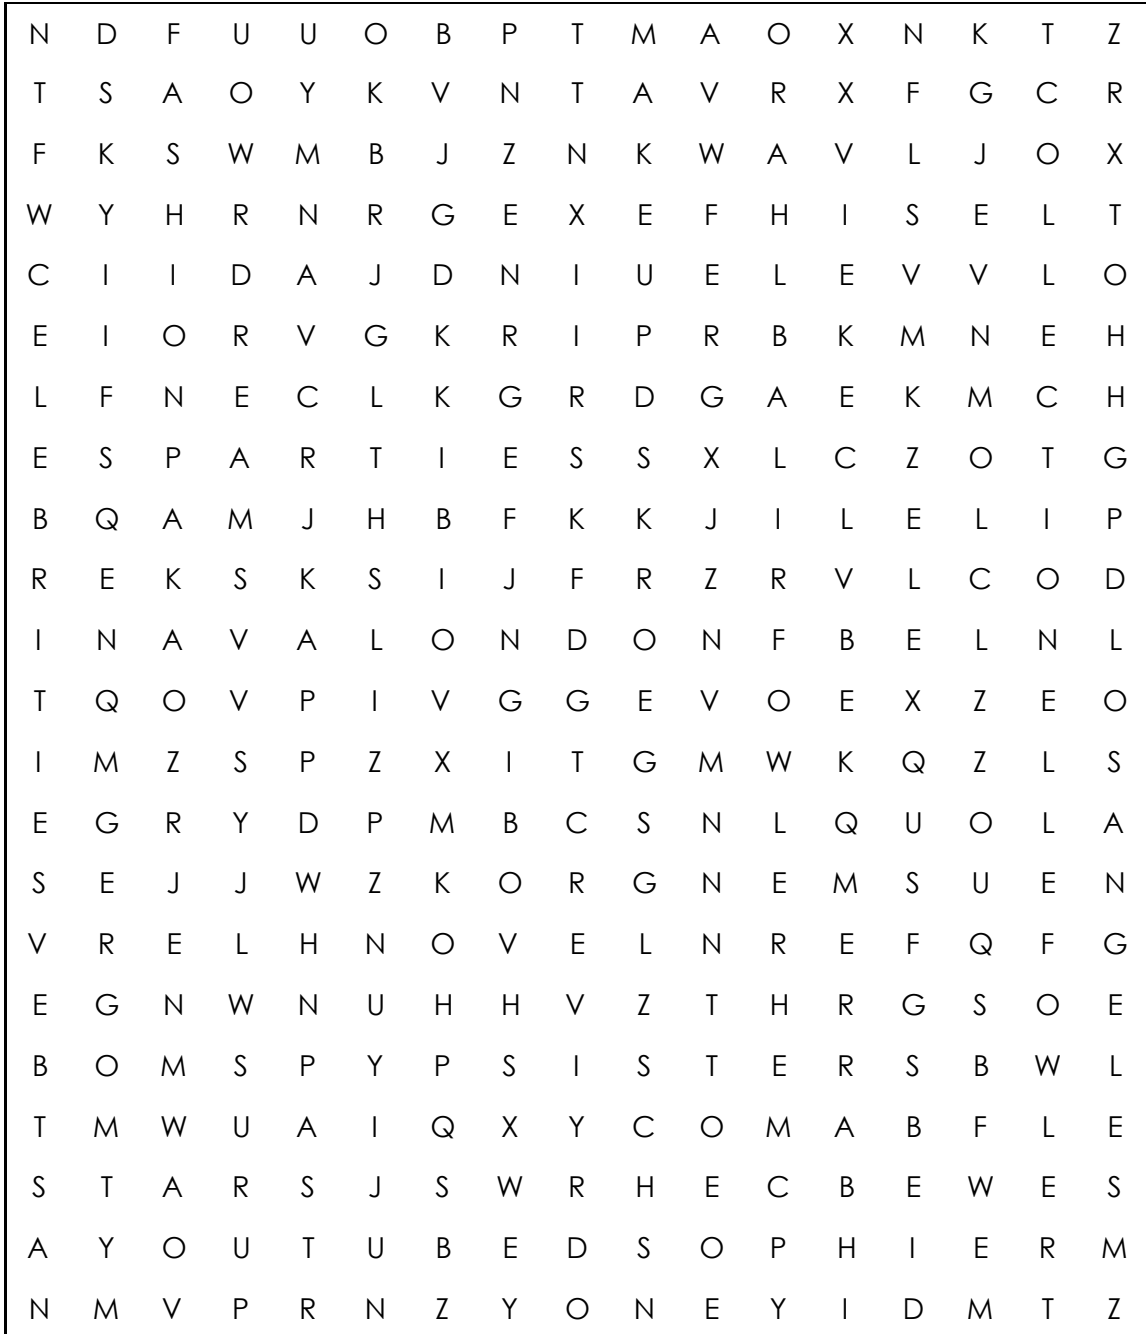 N D F U U O B P T M A O X N K T Z
T S A O Y K V N T A V R X F G C R
F K S W M B J Z N K W A V L J O X
W Y H R N R G E X E F H I S E L T
C I I D A J D N I U E L E V V L O
E I O R V G K R I P R B K M N E H
L F N E C L K G R D G A E K M C H
E S P A R T I E S S X L C Z O T G
B Q A M J H B F K K J I L E L I P
R E K S K S I J F R Z R V L C O D
I N A V A L O N D O N F B E L N L
T Q O V P I V G G E V O E X Z E O
I M Z S P Z X I T G M W K Q Z L S
E G R Y D P M B C S N L Q U O L A
S E J J W Z K O R G N E M S U E N
V R E L H N O V E L N R E F Q F G
E G N W N U H H V Z T H R G S O E
B O M S P Y P S I S T E R S B W L
T M W U A I Q X Y C O M A B F L E
S T A R S J S W R H E C B E W E S
A Y O U T U B E D S O P H I E R M
N M V P R N Z Y O N E Y I D M T Z